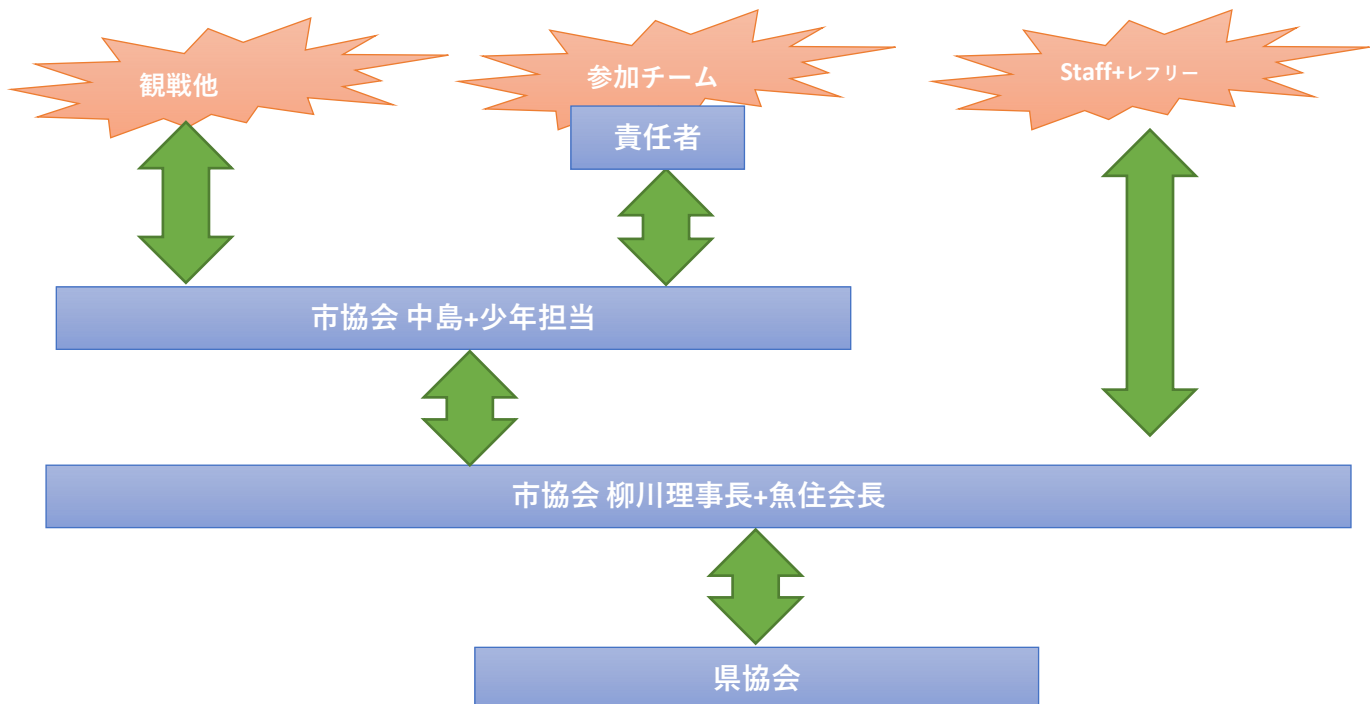 観戦他
参加チーム
Staff+レフリー
責任者
市協会 中島+少年担当
市協会 柳川理事長+魚住会長
県協会